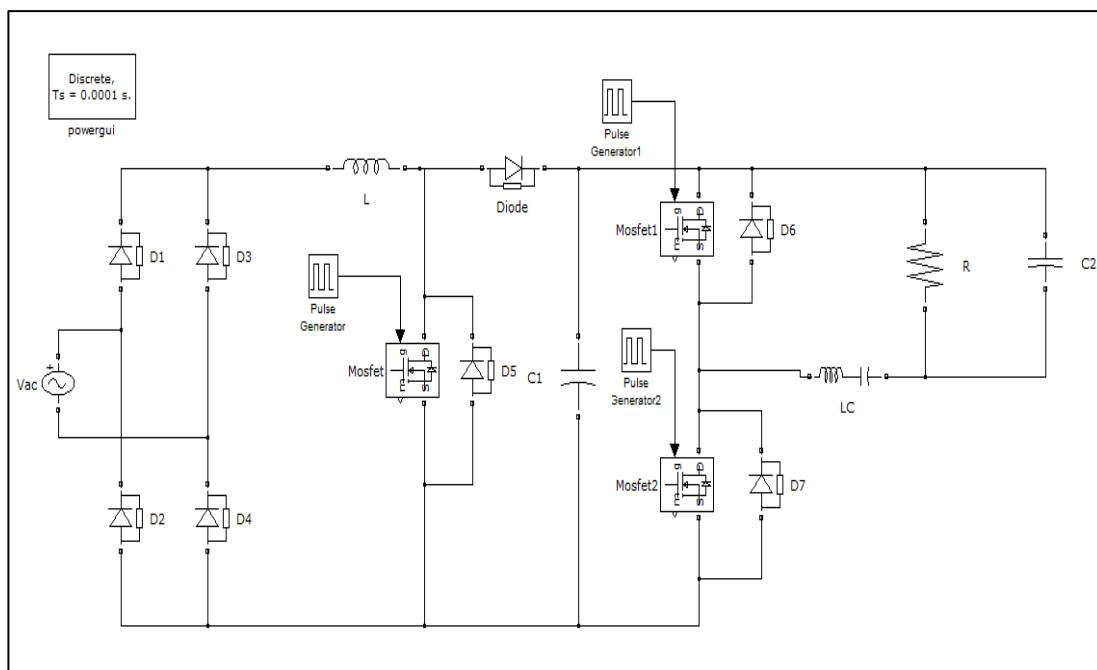 Discrete,
Ts = 0.0001 s.
powergui
Pulse
Generator1
L
Diode
Mosfet1
g
D
S
m
D6
D1
D3
R
C2
Pulse
Generator
Vac
+
Mosfet
g
D
S
m
D5
C1
Pulse
Generator2
LC
Mosfet2
g
D
S
m
D7
D2
D4